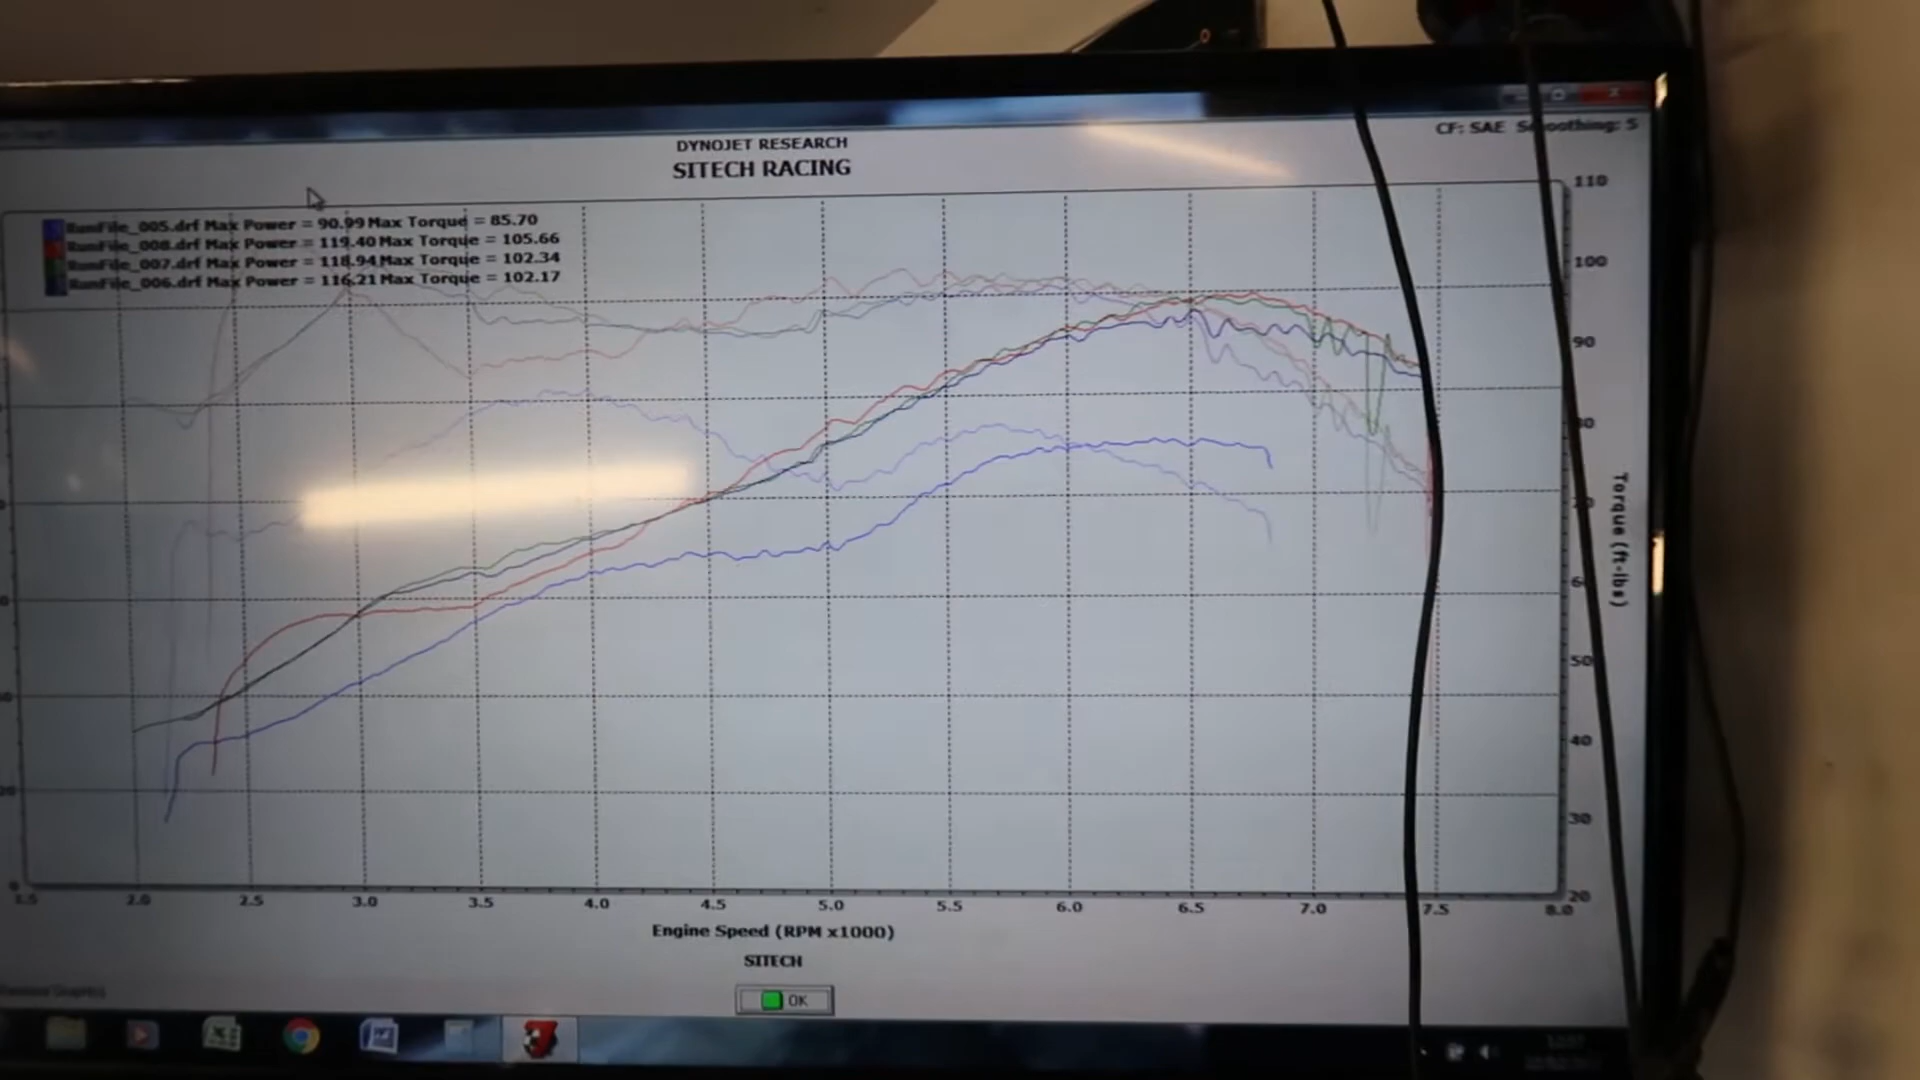 CF: SAE Smoothing: 5
DYNOJET RESEARCH
SITECH RACING
RunFile_005.drf Max Power = 90.99 Max Torque = 85.70
RunFile_008.drf Max Power = 119.40 Max Torque = 105.66
RunFile_007.drf Max Power = 118.94 Max Torque = 102.34
RunFile_006.drf Max Power = 116.21 Max Torque = 102.17
110
100
90
80
70
60
50
40
30
20
Torque (ft-lbs)
1.5 2.0 2.5 3.0 3.5 4.0 4.5 5.0 5.5 6.0 6.5 7.0 7.5 8.0
Engine Speed (RPM x1000)
SITECH
OK